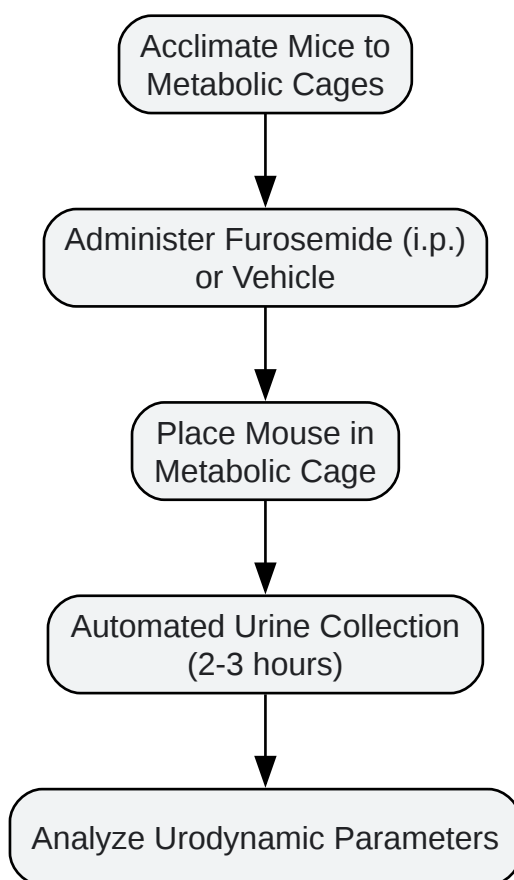 Acclimate Mice to
Metabolic Cages
Administer Furosemide (i.p.)
or Vehicle
Place Mouse in
Metabolic Cage
Automated Urine Collection
(2-3 hours)
Analyze Urodynamic Parameters